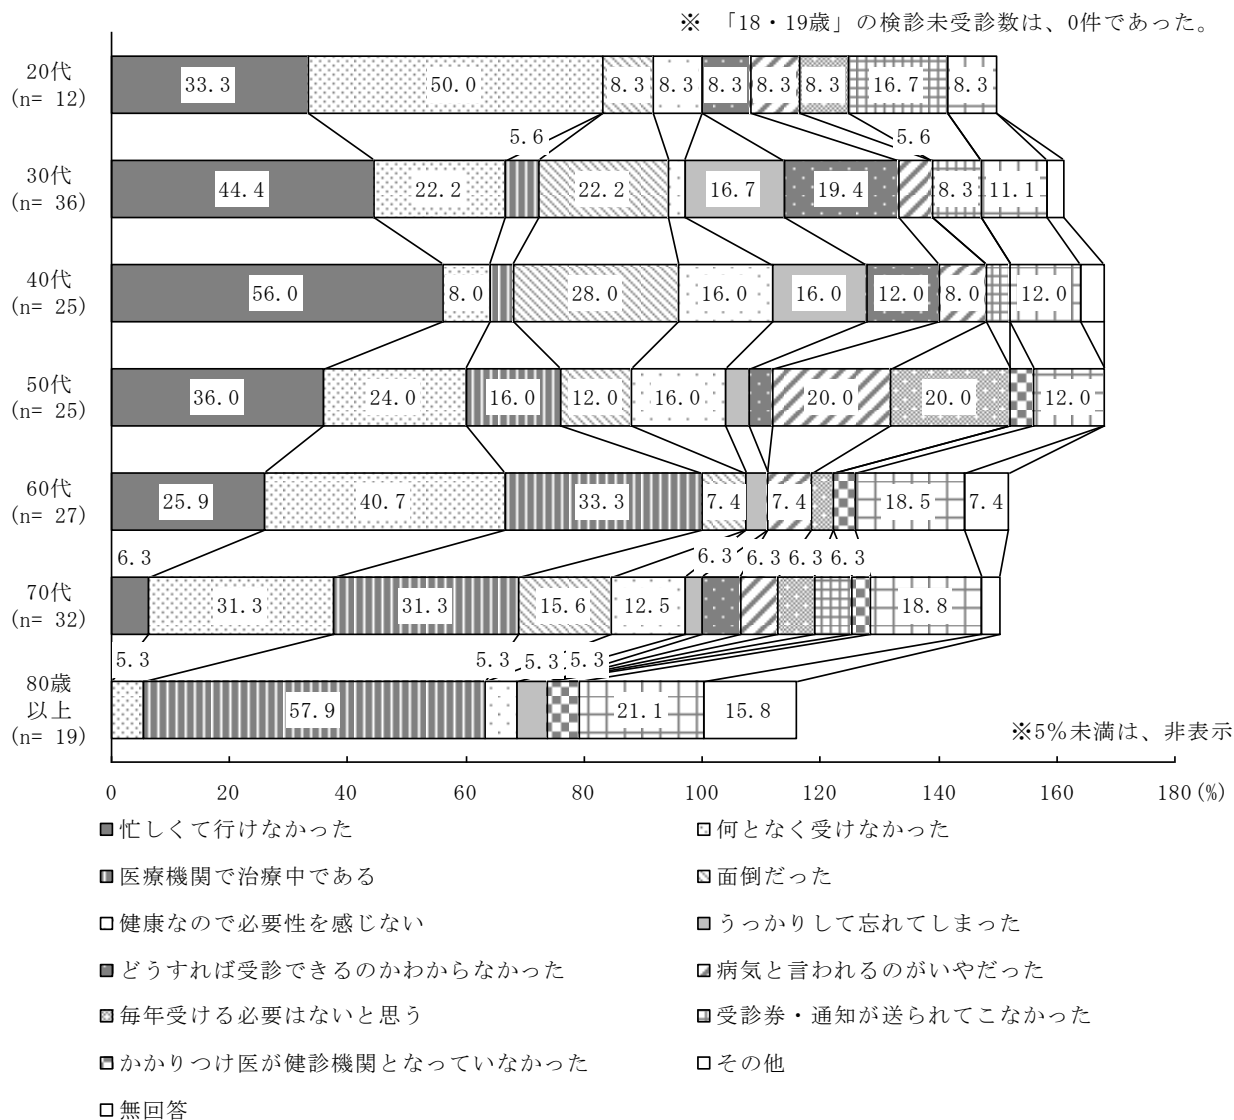 ※ 「18・19歳」の検診未受診数は、0件であった。
20代
(n= 12)
33.3 50.0 8.3 8.3 8.3 8.3 8.3 16.7 8.3
5.6 5.6
30代
(n= 36)
44.4 22.2 22.2 16.7 19.4 8.3 11.1
40代
(n= 25)
56.0 8.0 28.0 16.0 16.0 12.0 8.0 12.0
50代
(n= 25)
36.0 24.0 16.0 12.0 16.0 20.0 20.0 12.0
60代
(n= 27)
25.9 40.7 33.3 7.4 7.4 18.5 7.4
6.3 6.3 6.3 6.3 6.3
70代
(n= 32)
31.3 31.3 15.6 12.5 18.8
5.3 5.3 5.3 5.3
80歳
以上
(n= 19)
57.9 21.1 15.8
※5%未満は、非表示
0 20 40 60 80 100 120 140 160 180 (%)
忙しくて行けなかった 何となく受けなかった
医療機関で治療中である 面倒だった
健康なので必要性を感じない うっかりして忘れてしまった
どうすれば受診できるのかわからなかった 病気と言われるのがいやだった
毎年受ける必要はないと思う 受診券・通知が送られてこなかった
かかりつけ医が健診機関となっていなかった その他
無回答